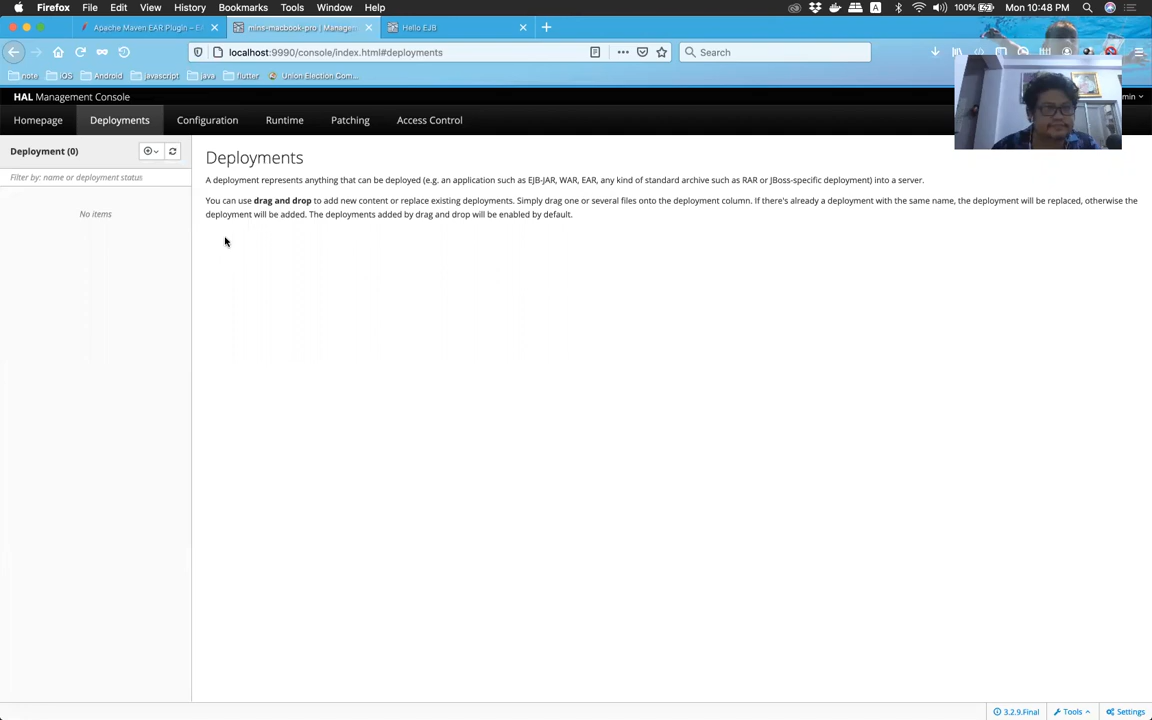 Firefox File Edit View History Bookmarks Tools Window Help 100% Mon 10:48 PM
Apache Maven EAR Plugin – mins-macbook-pro | Manage Hello EJB
localhost:9990/console/index.html#deployments Search
note iOS Android javascript java flutter Union Election Com...
HAL Management Console
Homepage Deployments Configuration Runtime Patching Access Control
Deployment (0)
Filter by: name or deployment status
No items
Deployments
A deployment represents anything that can be deployed (e.g. an application such as EJB-JAR, WAR, EAR, any kind of standard archive such as RAR or JBoss-specific deployment) into a server.
You can use drag and drop to add new content or replace existing deployments. Simply drag one or several files onto the deployment column. If there's already a deployment with the same name, the deployment will be replaced, otherwise the
deployment will be added. The deployments added by drag and drop will be enabled by default.
3.2.9.Final Tools Settings